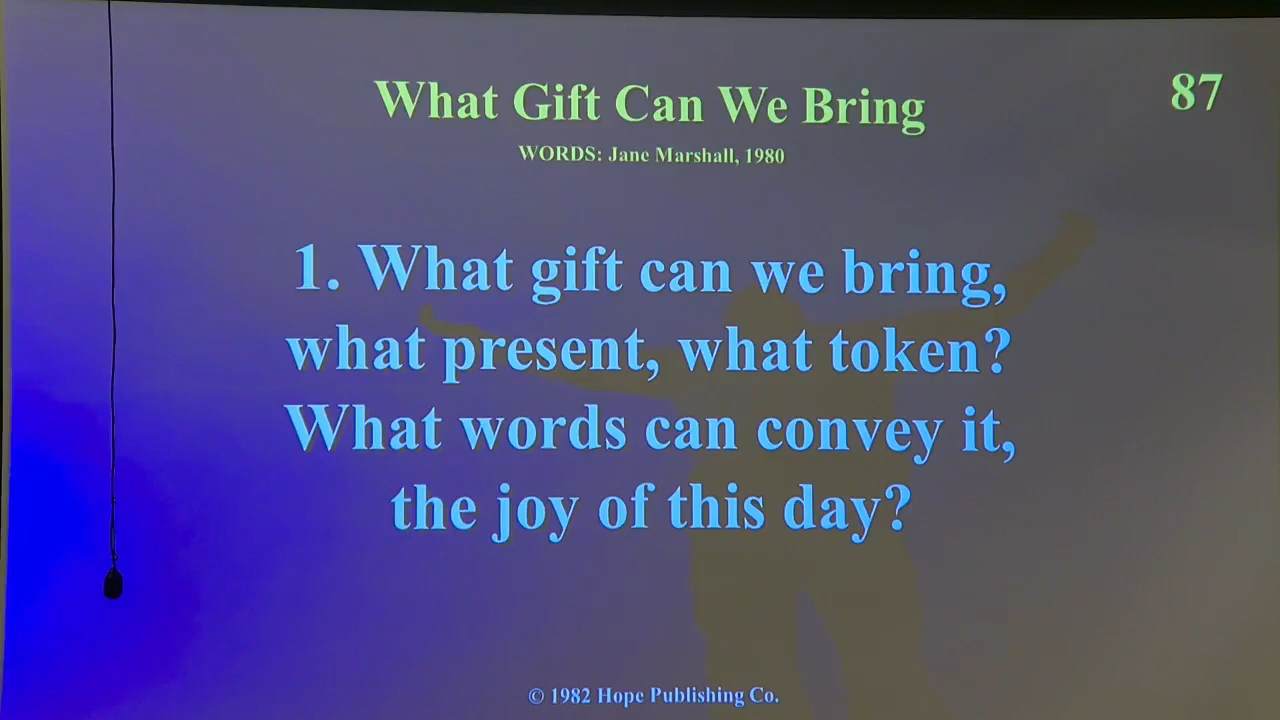 What Gift Can We Bring
87
WORDS: Jane Marshall, 1980
1. What gift can we bring,
what present, what token?
What words can convey it,
the joy of this day?
© 1982 Hope Publishing Co.